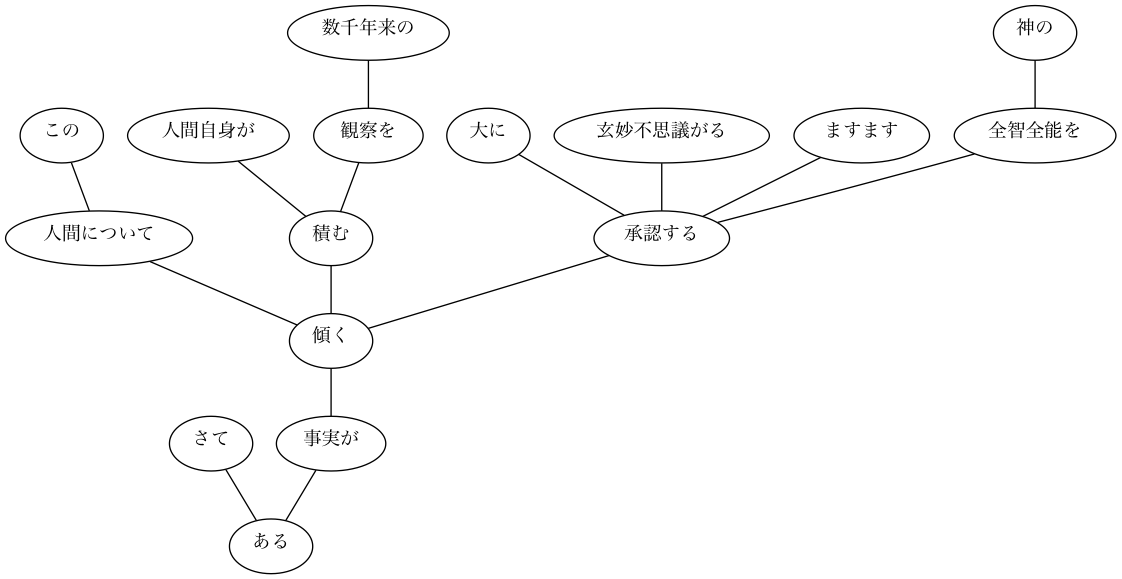 数千年来の
神の
この
人間自身が
観察を
大に
玄妙不思議がる
ますます
全智全能を
人間について
積む
承認する
傾く
さて
事実が
ある